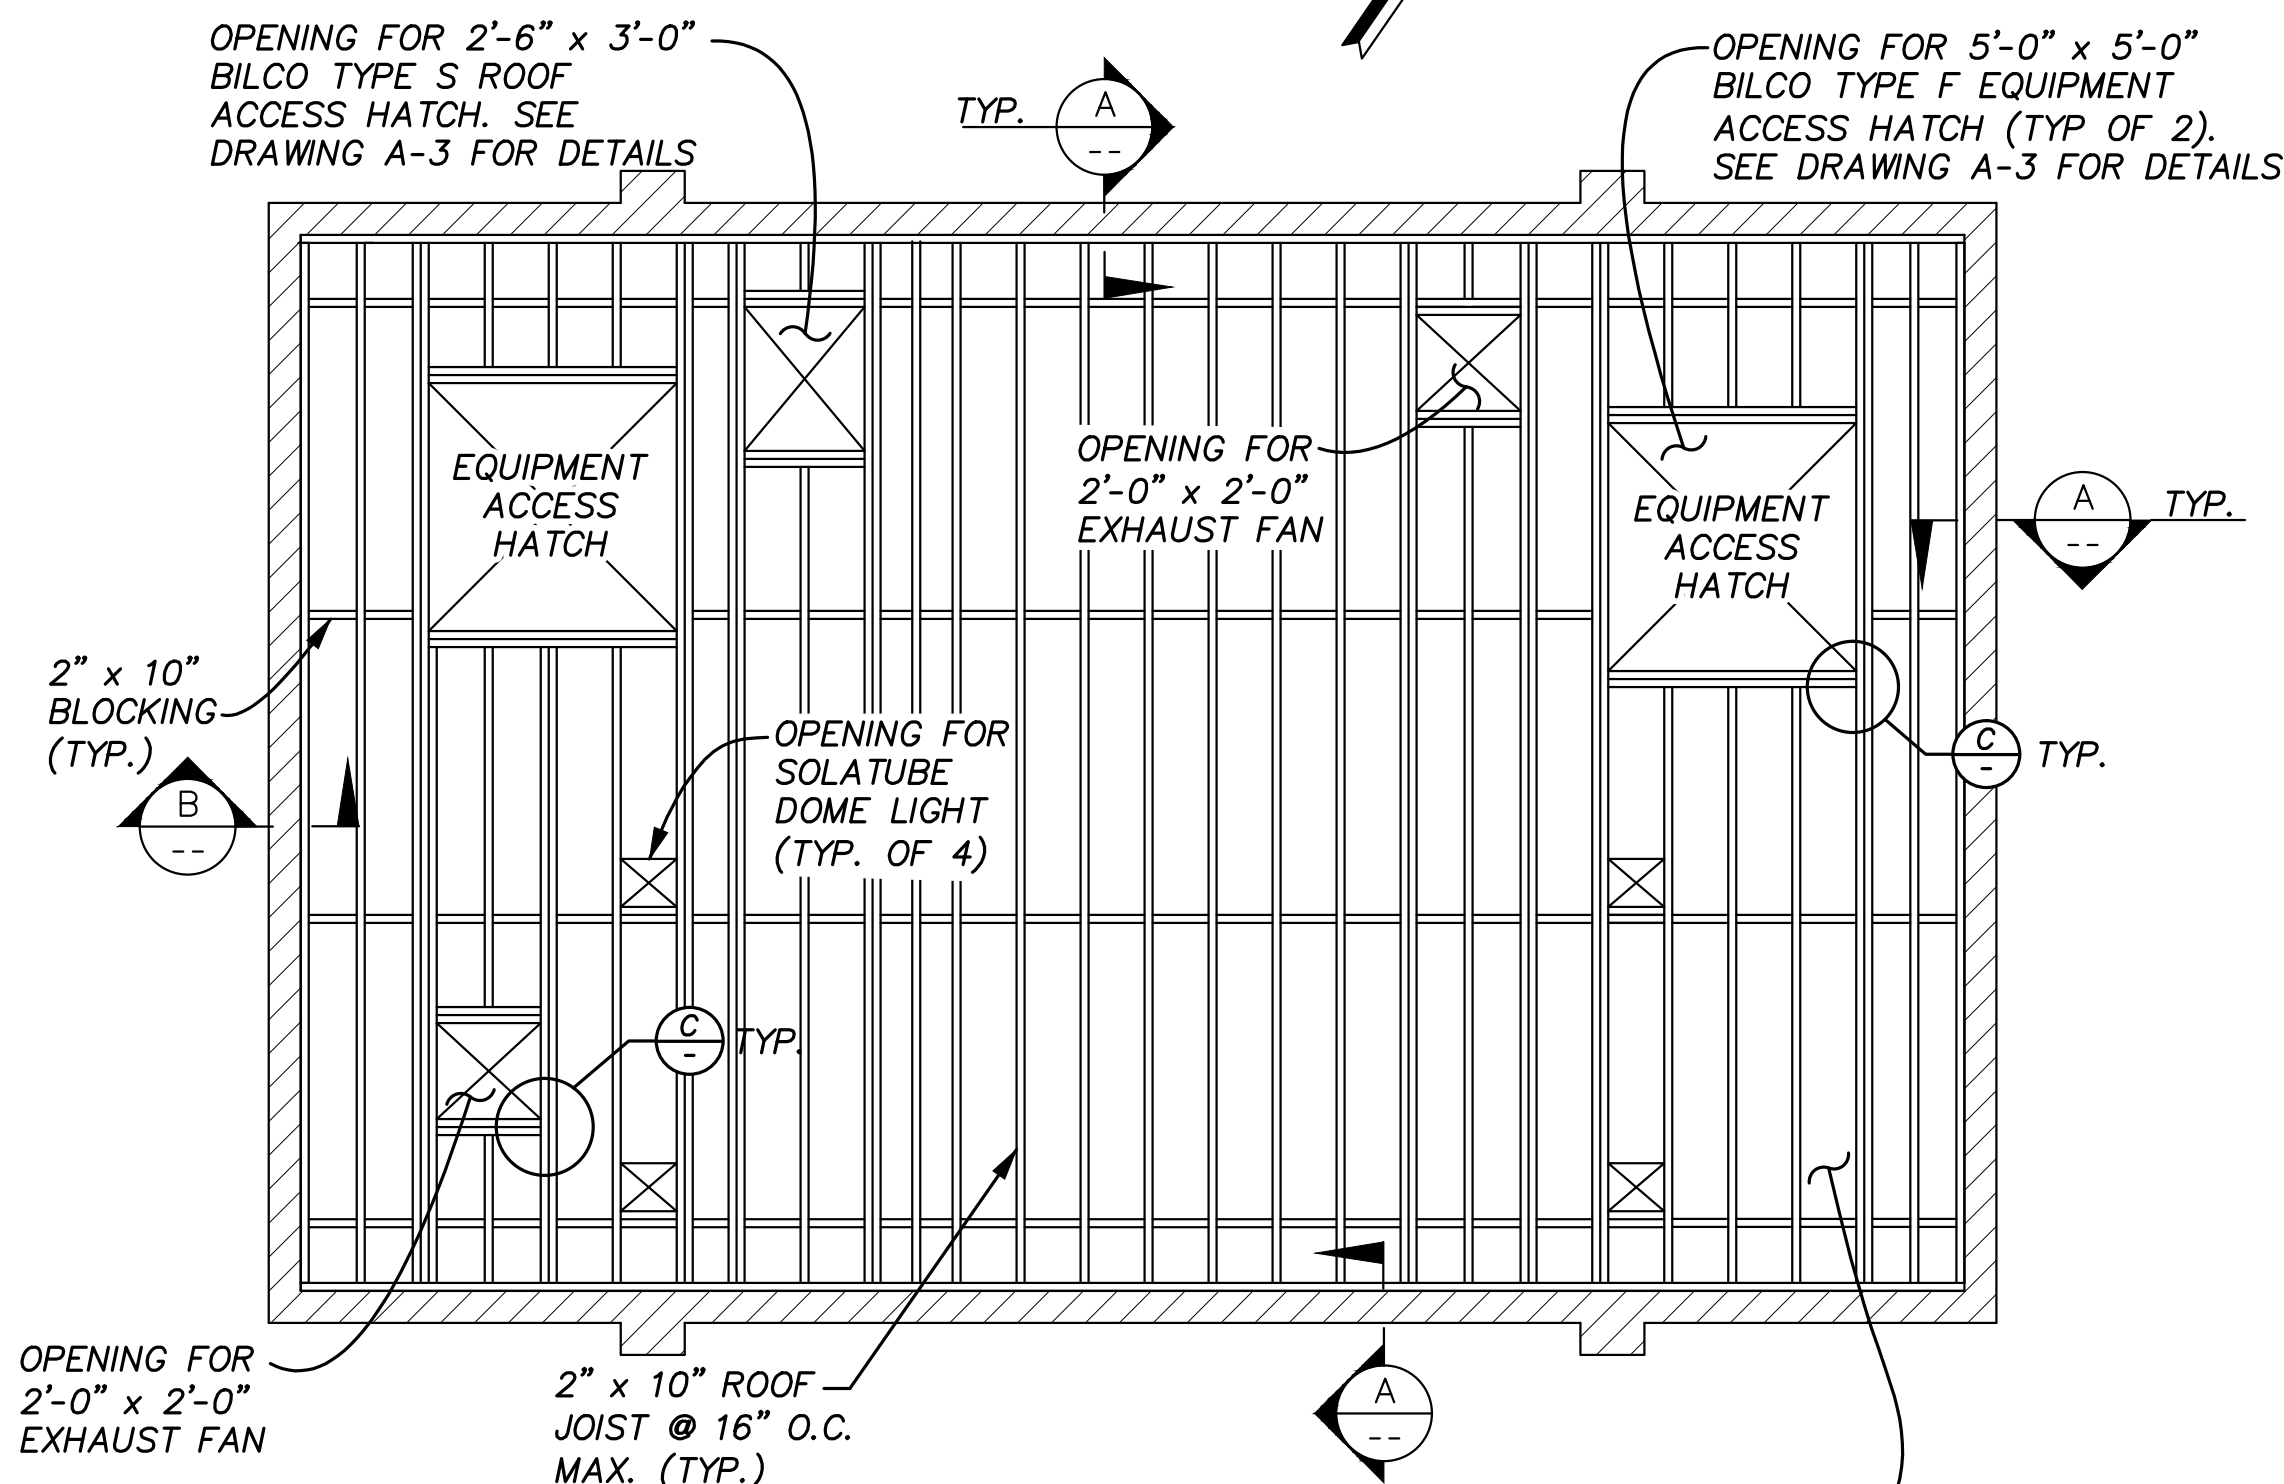 OPENING FOR 2'-6" x 3'-0"
BILCO TYPE S ROOF
ACCESS HATCH. SEE
DRAWING A-3 FOR DETAILS
TYP.
A
--
OPENING FOR 5'-0" x 5'-0"
BILCO TYPE F EQUIPMENT
ACCESS HATCH (TYP OF 2).
SEE DRAWING A-3 FOR DETAILS
EQUIPMENT
ACCESS
HATCH
OPENING FOR
2'-0" x 2'-0"
EXHAUST FAN
EQUIPMENT
ACCESS
HATCH
A
--
TYP.
2" x 10"
BLOCKING
(TYP.)
B
--
OPENING FOR
SOLATUBE
DOME LIGHT
(TYP. OF 4)
C
-
TYP.
C
-
TYP.
OPENING FOR
2'-0" x 2'-0"
EXHAUST FAN
2" x 10" ROOF
JOIST @ 16" O.C.
MAX. (TYP.)
A
--